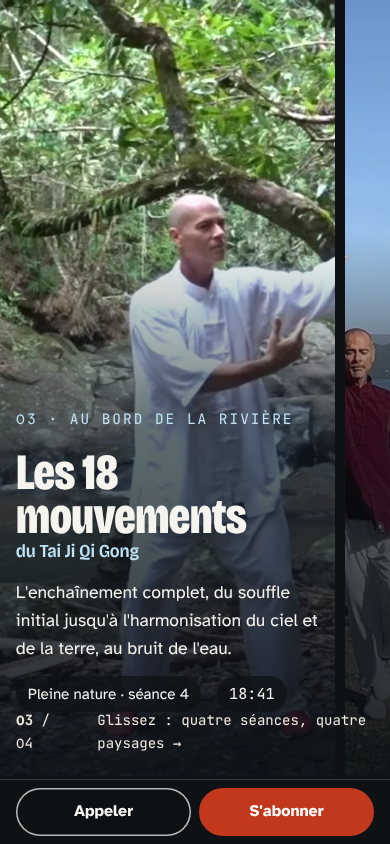 03 · AU BORD DE LA RIVIÈRE
Les 18
mouvements
du Tai Ji Qi Gong
L'enchaînement complet, du souffle
initial jusqu'à l'harmonisation du ciel et
de la terre, au bruit de l'eau.
Pleine nature · séance 4
18:41
03 /
04
Glissez : quatre séances, quatre
paysages →
Appeler
S'abonner